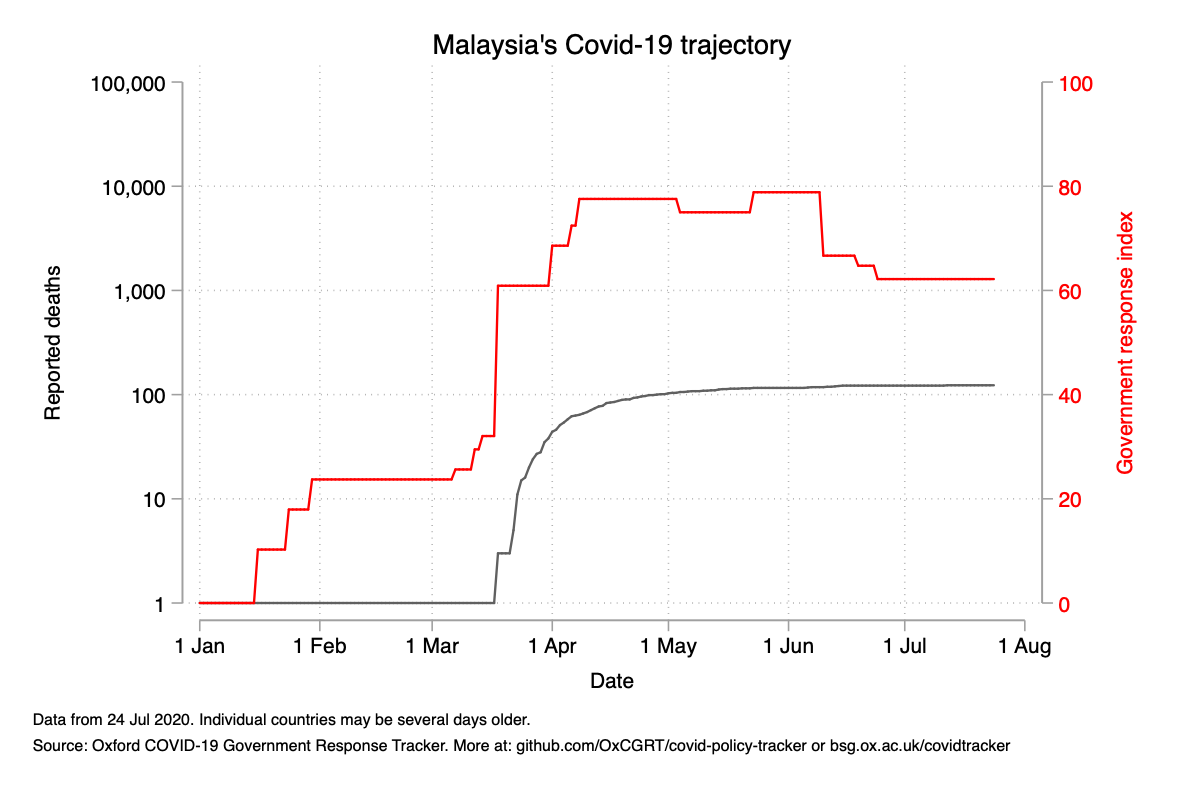 Malaysia's Covid-19 trajectory
100,000
10,000
1,000
100
10
1
Reported deaths
100
80
60
40
20
0
Government response index
1 Jan 1 Feb 1 Mar 1 Apr 1 May 1 Jun 1 Jul 1 Aug
Date
Data from 24 Jul 2020. Individual countries may be several days older.
Source: Oxford COVID-19 Government Response Tracker. More at: github.com/OxCGRT/covid-policy-tracker or bsg.ox.ac.uk/covidtracker